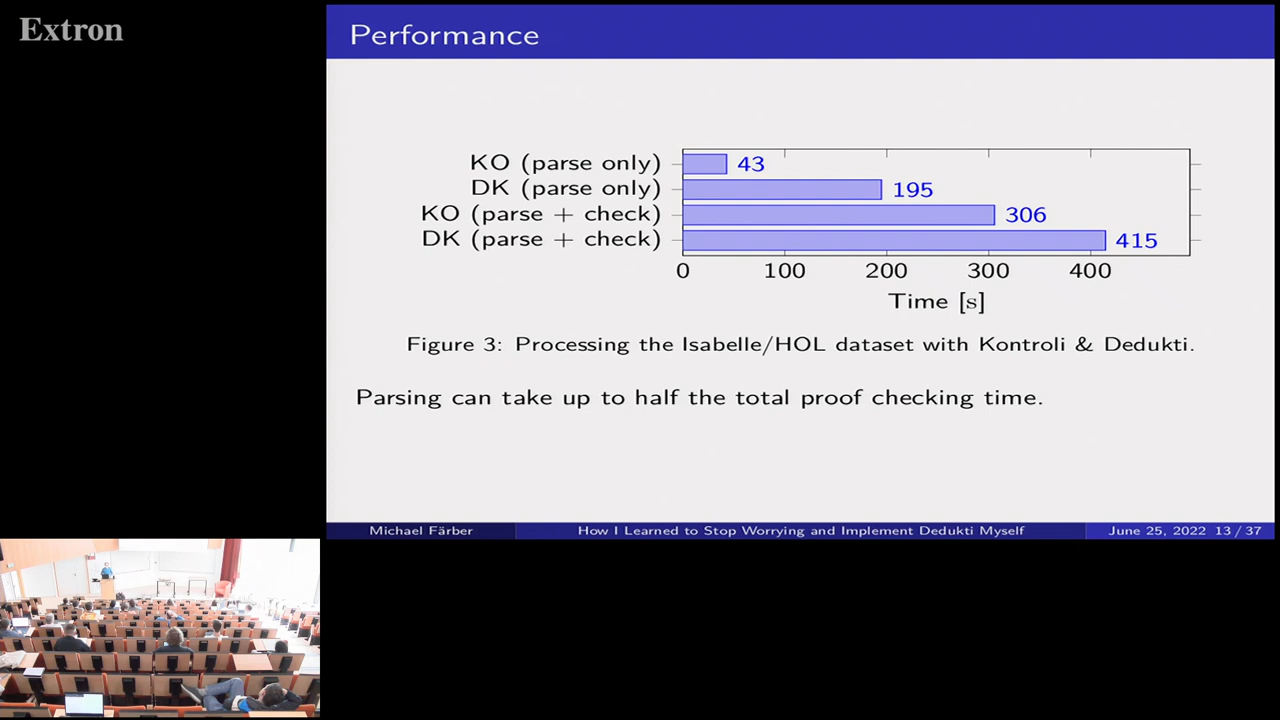 Extron
Performance
KO (parse only) 43
DK (parse only) 195
KO (parse + check) 306
DK (parse + check) 415
0 100 200 300 400
Time [s]
Figure 3: Processing the Isabelle/HOL dataset with Kontroli & Dedukti.
Parsing can take up to half the total proof checking time.
Michael Färber How I Learned to Stop Worrying and Implement Dedukti Myself June 25, 2022 13 / 37